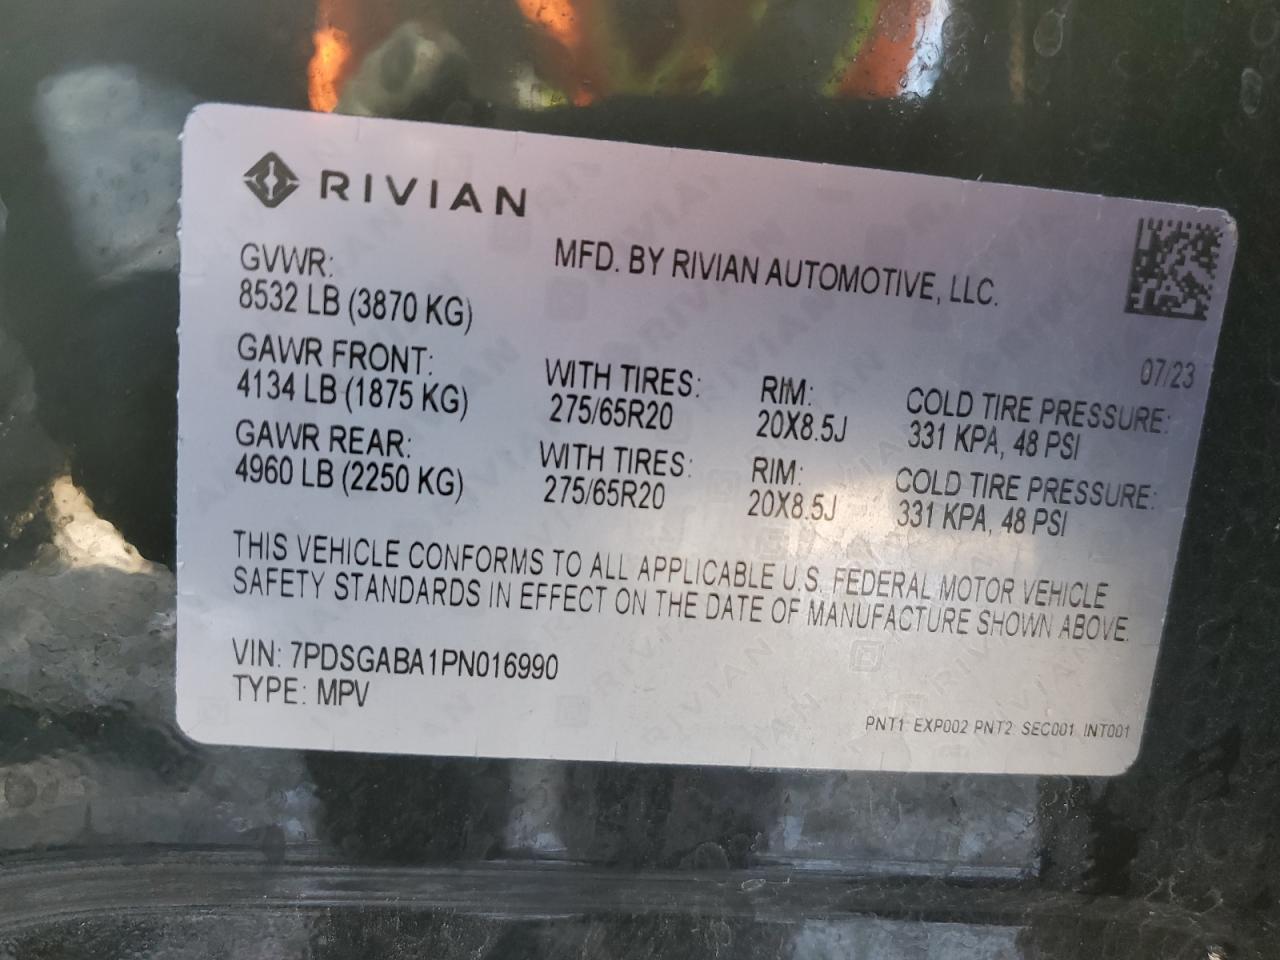 RIVIAN
GVWR:
8532 LB (3870 KG)
MFD. BY RIVIAN AUTOMOTIVE, LLC.
07/23
GAWR FRONT:
4134 LB (1875 KG)
WITH TIRES:
275/65R20
RIM:
20X8.5J
COLD TIRE PRESSURE:
331 KPA, 48 PSI
GAWR REAR:
4960 LB (2250 KG)
WITH TIRES:
275/65R20
RIM:
20X8.5J
COLD TIRE PRESSURE:
331 KPA, 48 PSI
THIS VEHICLE CONFORMS TO ALL APPLICABLE U.S. FEDERAL MOTOR VEHICLE
SAFETY STANDARDS IN EFFECT ON THE DATE OF MANUFACTURE SHOWN ABOVE.
VIN: 7PDSGABA1PN016990
TYPE: MPV
PNT1: EXP002 PNT2: SEC001 INT001